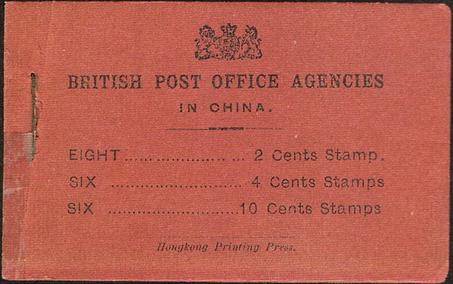 BRITISH POST OFFICE AGENCIES
IN CHINA.
EIGHT ........................ 2 Cents Stamp.
SIX ........................ 4 Cents Stamps
SIX ........................10 Cents Stamps
Hongkong Printing Press.